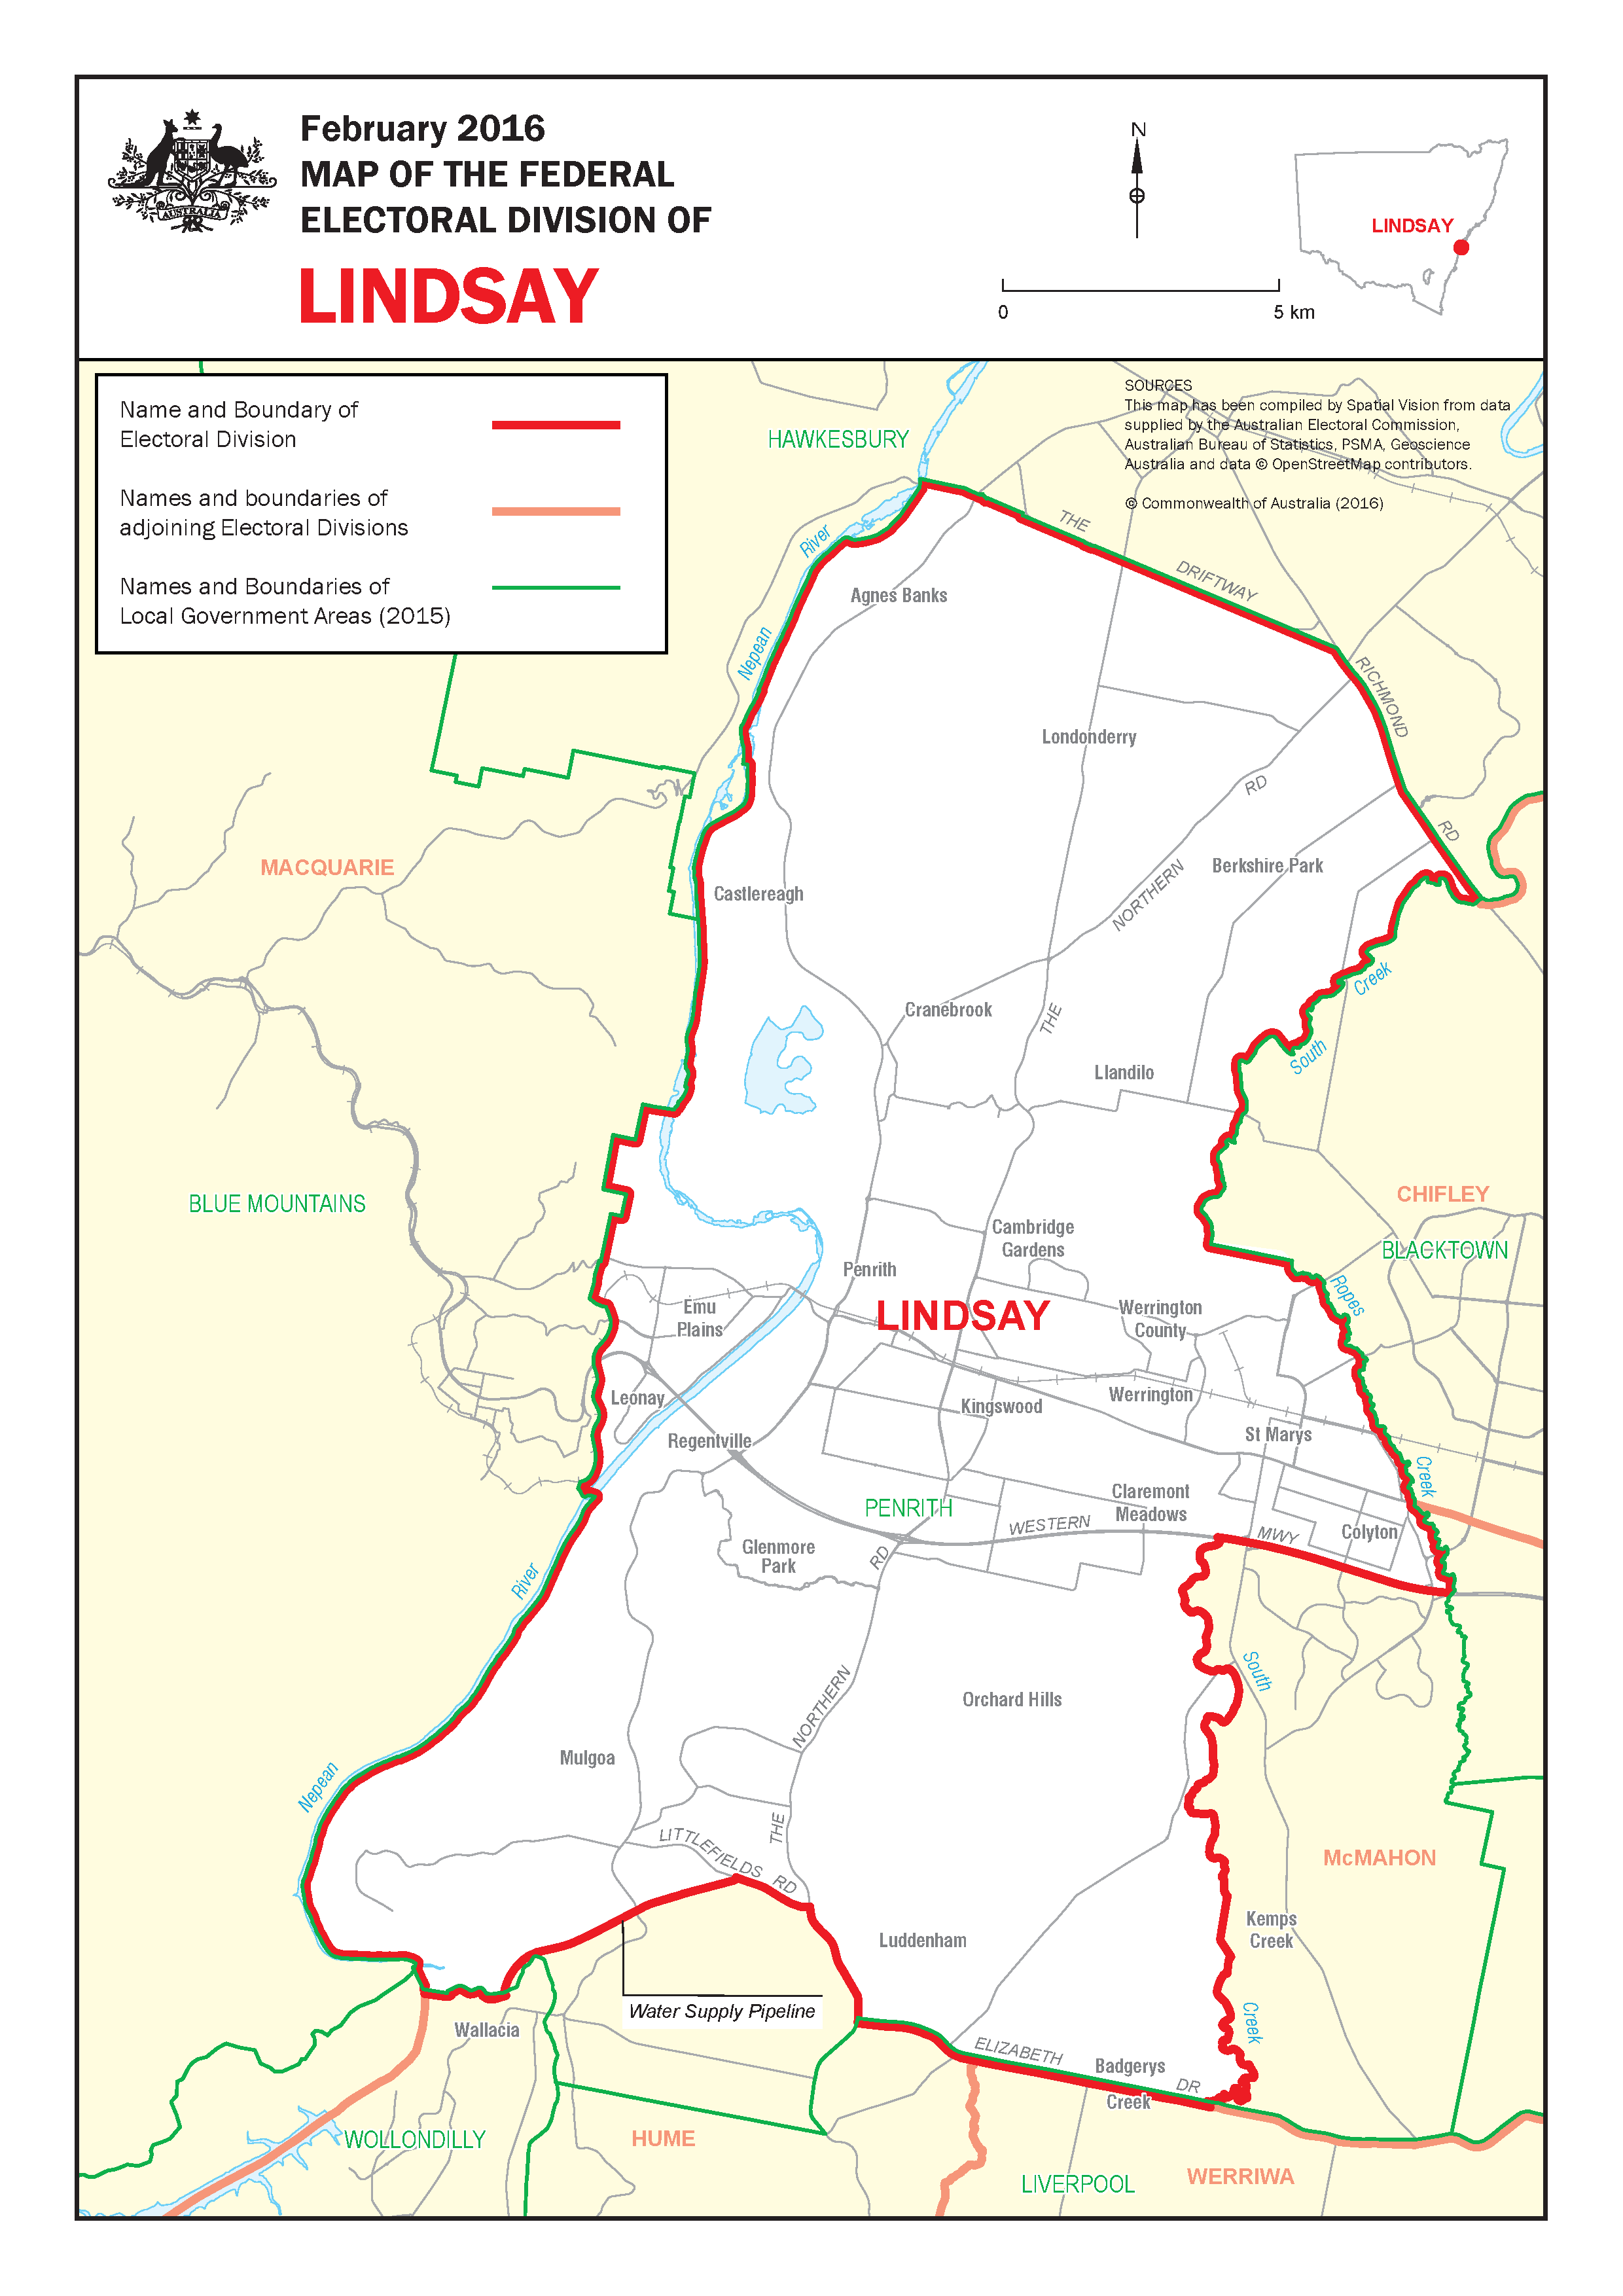 February 2016
MAP OF THE FEDERAL
ELECTORAL DIVISION OF
LINDSAY
AUSTRALIA
N
0
5 km
LINDSAY
Name and Boundary of
Electoral Division
Names and boundaries of
adjoining Electoral Divisions
Names and Boundaries of
Local Government Areas (2015)
SOURCES
This map has been compiled by Spatial Vision from data
supplied by the Australian Electoral Commission,
Australian Bureau of Statistics, PSMA, Geoscience
Australia and data © OpenStreetMap contributors.
© Commonwealth of Australia (2016)
HAWKESBURY
THE
DRIFTWAY
River
Agnes Banks
Nepean
RICHMOND
RD
Londonderry
RD
Berkshire Park
MACQUARIE
Castlereagh
NORTHERN
Creek
Cranebrook
THE
South
Llandilo
BLUE MOUNTAINS
CHIFLEY
BLACKTOWN
Cambridge
Gardens
Penrith
Ropes
Emu
Plains
LINDSAY
Werrington
County
Leonay
Werrington
Kingswood
Regentville
St Marys
Creek
Claremont
Meadows
PENRITH
WESTERN
MWY
Colyton
Glenmore
Park
RD
River
South
NORTHERN
Orchard Hills
Mulgoa
Nepean
THE
LITTLEFIELDS
RD
McMAHON
Kemps
Creek
Luddenham
Water Supply Pipeline
Wallacia
Creek
ELIZABETH
DR
Badgerys
Creek
WOLLONDILLY
HUME
LIVERPOOL
WERRIWA